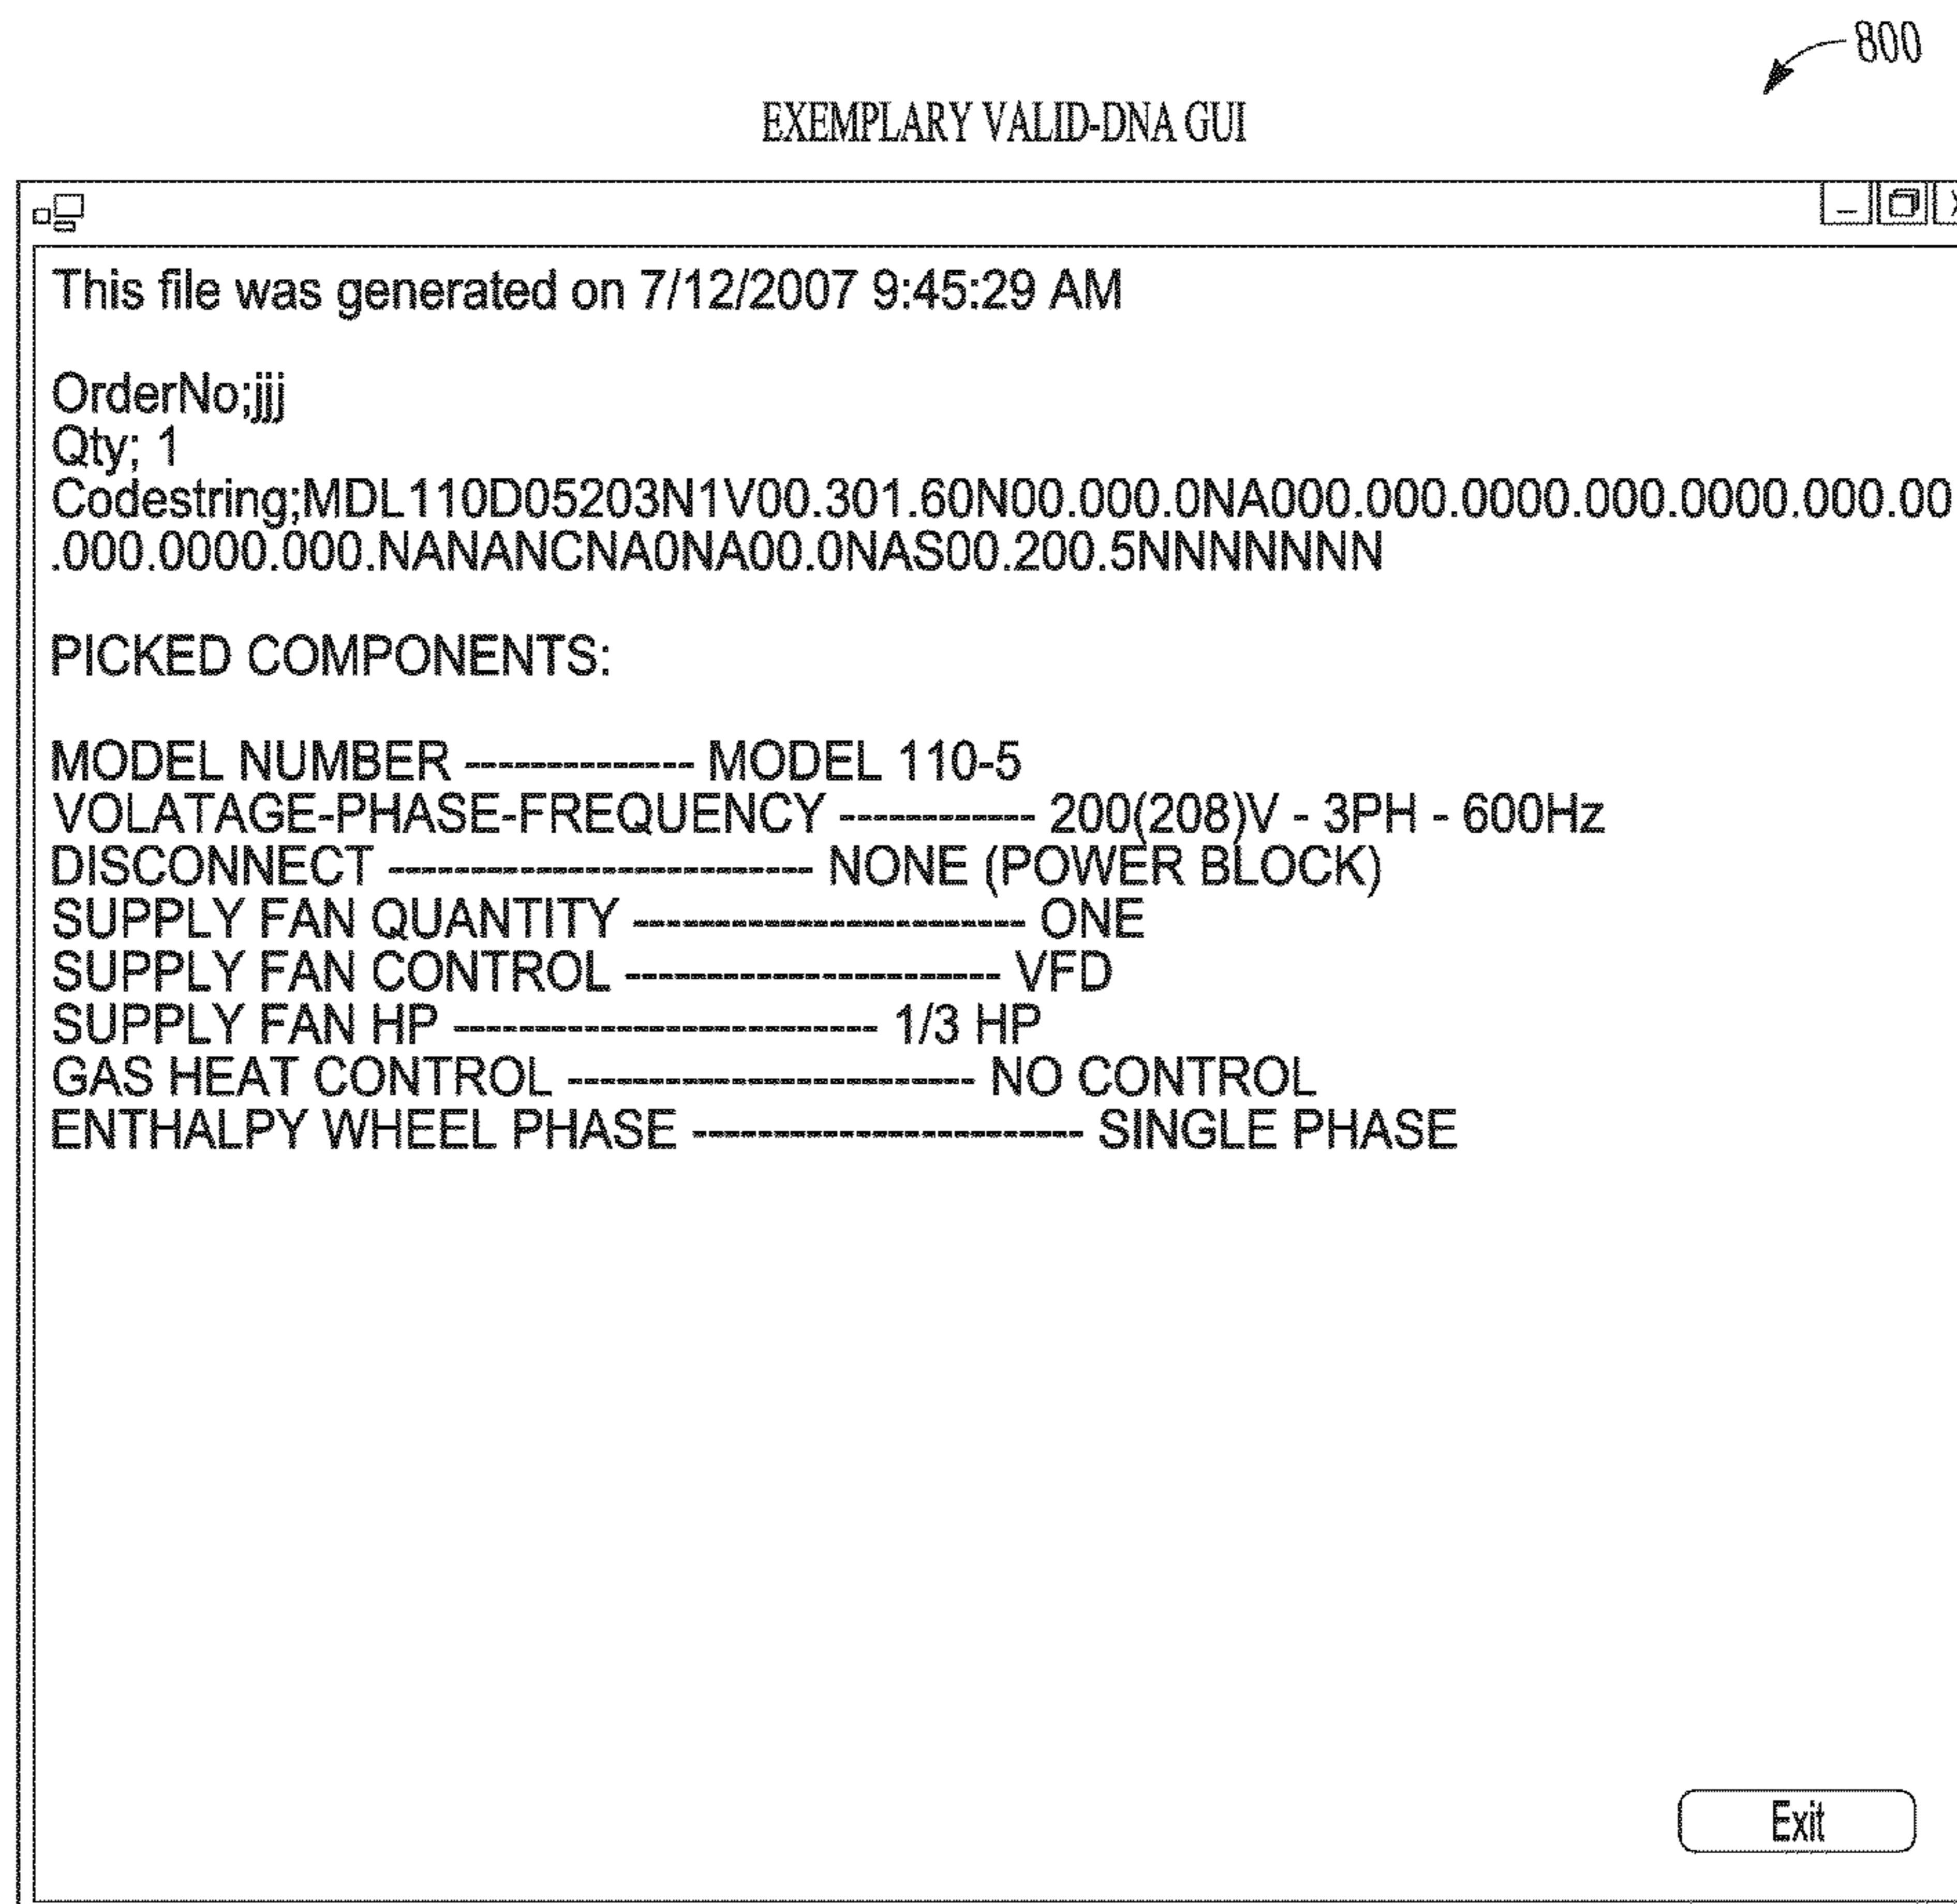 800
EXEMPLARY VALID-DNA GUI
This file was generated on 7/12/2007 9:45:29 AM
OrderNo;jjj
Qty; 1
Codestring;MDL110D05203N1V00.301.60N00.000.0NA000.000.0000.000.0000.000.00
.000.0000.000.NANANCNA0NA00.0NAS00.200.5NNNNNNN
PICKED COMPONENTS:
MODEL NUMBER -------------- MODEL 110-5
VOLATAGE-PHASE-FREQUENCY ------------ 200(208)V - 3PH - 600Hz
DISCONNECT -------------------------- NONE (POWER BLOCK)
SUPPLY FAN QUANTITY ------------------------ ONE
SUPPLY FAN CONTROL ----------------------- VFD
SUPPLY FAN HP -------------------------- 1/3 HP
GAS HEAT CONTROL ------------------------- NO CONTROL
ENTHALPY WHEEL PHASE ------------------------ SINGLE PHASE
Exit